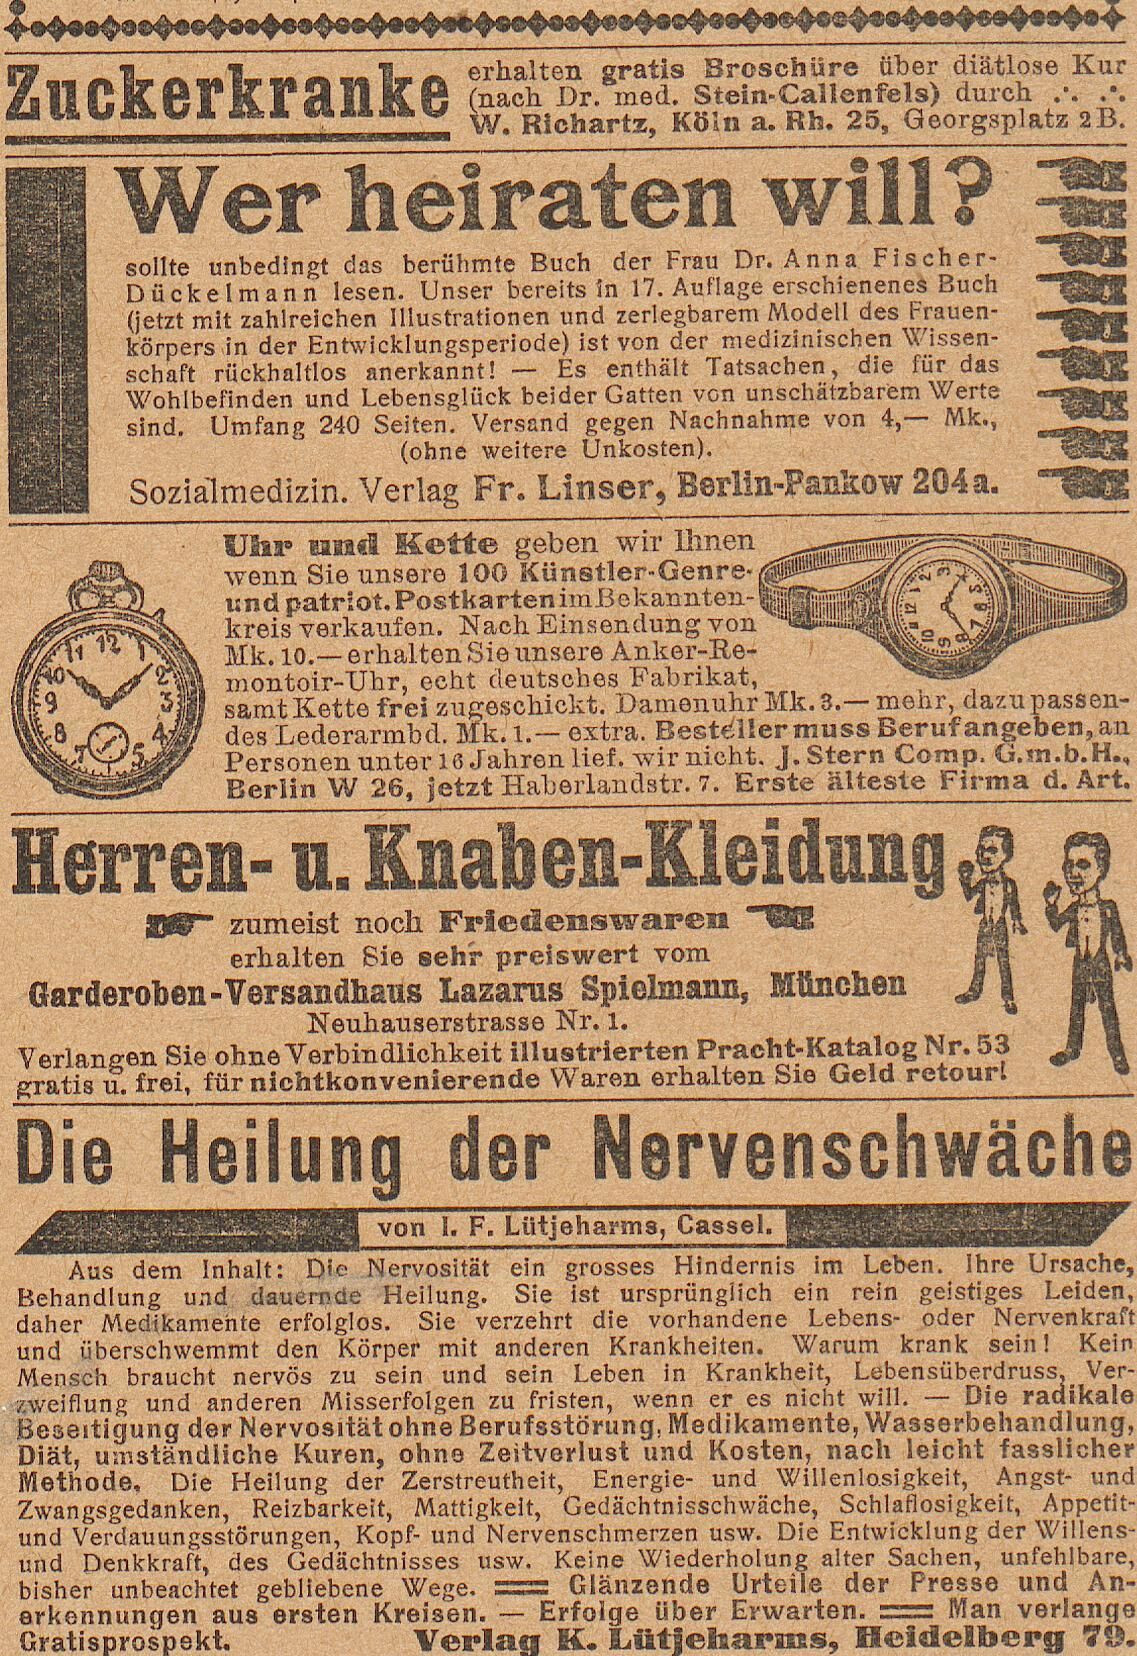 Zuckerkranke erhalten gratis Broschüre über diätlose Kur
(nach Dr. med. Stein-Callenfels) durch ∴ ∴
W. Richartz, Köln a. Rh. 25, Georgsplatz 2B.
Wer heiraten will?
sollte unbedingt das berühmte Buch der Frau Dr. Anna Fischer-
Dückelmann lesen. Unser bereits in 17. Auflage erschienenes Buch
(jetzt mit zahlreichen Illustrationen und zerlegbarem Modell des Frauen-
körpers in der Entwicklungsperiode) ist von der medizinischen Wissen-
schaft rückhaltlos anerkannt! — Es enthält Tatsachen, die für das
Wohlbefinden und Lebensglück beider Gatten von unschätzbarem Werte
sind. Umfang 240 Seiten. Versand gegen Nachnahme von 4,— Mk.,
(ohne weitere Unkosten).
Sozialmedizin. Verlag Fr. Linser, Berlin-Pankow 204a.
Uhr und Kette geben wir Ihnen
wenn Sie unsere 100 Künstler-Genre-
und patriot. Postkarten im Bekannten-
kreis verkaufen. Nach Einsendung von
Mk. 10.— erhalten Sie unsere Anker-Re-
montoir-Uhr, echt deutsches Fabrikat,
samt Kette frei zugeschickt. Damenuhr Mk. 3.— mehr, dazu passen-
des Lederarmbd. Mk. 1.— extra. Besteller muss Beruf angeben, an
Personen unter 16 Jahren lief. wir nicht. J. Stern Comp. G.m.b.H.,
Berlin W 26, jetzt Haberlandstr. 7. Erste älteste Firma d. Art.
Herren- u. Knaben-Kleidung
zumeist noch Friedenswaren
erhalten Sie sehr preiswert vom
Garderoben-Versandhaus Lazarus Spielmann, München
Neuhauserstrasse Nr. 1.
Verlangen Sie ohne Verbindlichkeit illustrierten Pracht-Katalog Nr. 53
gratis u. frei, für nichtkonvenierende Waren erhalten Sie Geld retour!
Die Heilung der Nervenschwäche
von I. F. Lütjeharms, Cassel.
Aus dem Inhalt: Die Nervosität ein grosses Hindernis im Leben. Ihre Ursache,
Behandlung und dauernde Heilung. Sie ist ursprünglich ein rein geistiges Leiden,
daher Medikamente erfolglos. Sie verzehrt die vorhandene Lebens- oder Nervenkraft
und überschwemmt den Körper mit anderen Krankheiten. Warum krank sein! Kein
Mensch braucht nervös zu sein und sein Leben in Krankheit, Lebensüberdruss, Ver-
zweiflung und anderen Misserfolgen zu fristen, wenn er es nicht will. — Die radikale
Beseitigung der Nervosität ohne Berufsstörung, Medikamente, Wasserbehandlung,
Diät, umständliche Kuren, ohne Zeitverlust und Kosten, nach leicht fasslicher
Methode. Die Heilung der Zerstreutheit, Energie- und Willenlosigkeit, Angst- und
Zwangsgedanken, Reizbarkeit, Mattigkeit, Gedächtnisschwäche, Schlaflosigkeit, Appetit-
und Verdauungsstörungen, Kopf- und Nervenschmerzen usw. Die Entwicklung der Willens-
und Denkkraft, des Gedächtnisses usw. Keine Wiederholung alter Sachen, unfehlbare,
bisher unbeachtet gebliebene Wege. == Glänzende Urteile der Presse und An-
erkennungen aus ersten Kreisen. — Erfolge über Erwarten. == Man verlange
Gratisprospekt. Verlag K. Lütjeharms, Heidelberg 79.